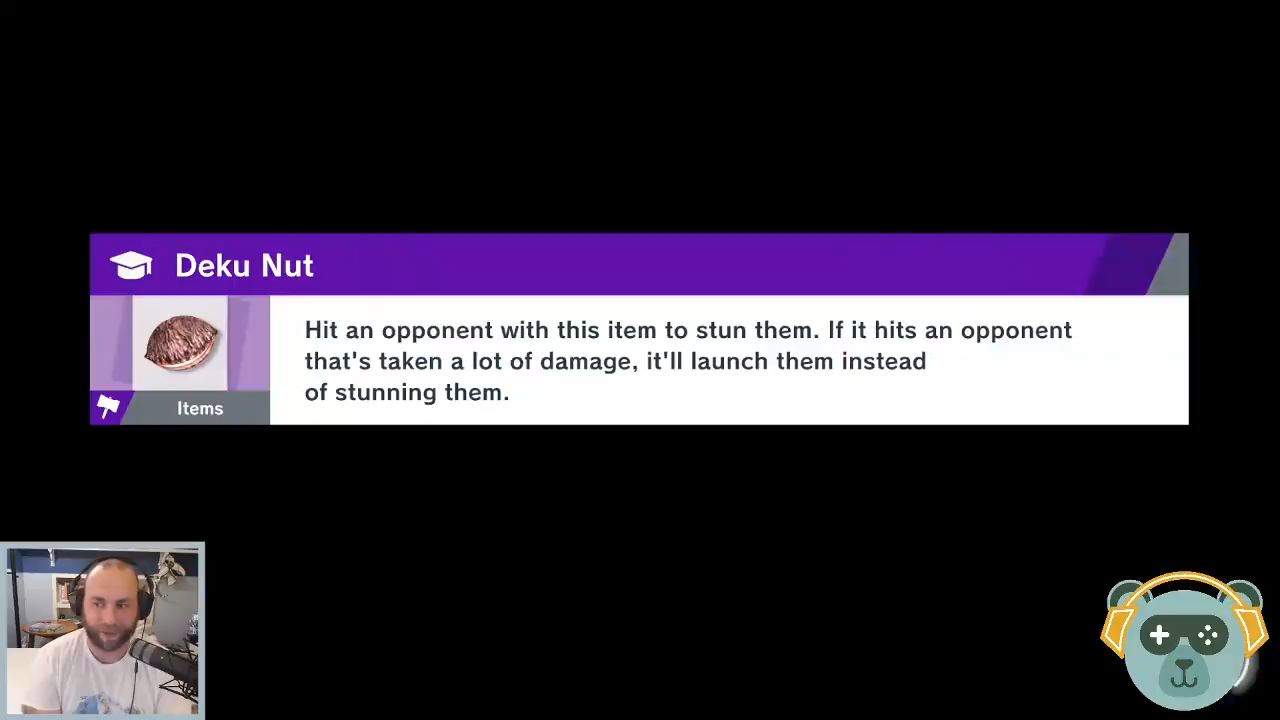 Deku Nut
Hit an opponent with this item to stun them. If it hits an opponent
that's taken a lot of damage, it'll launch them instead
of stunning them.
Items